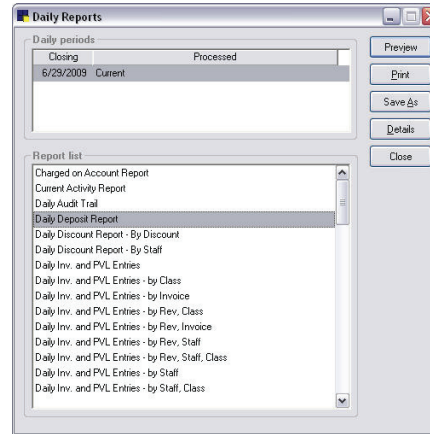 Daily Reports
Daily periods
Closing Processed
6/29/2009 Current
Preview
Print
Save As
Details
Close
Report list
Charged on Account Report
Current Activity Report
Daily Audit Trail
Daily Deposit Report
Daily Discount Report - By Discount
Daily Discount Report - By Staff
Daily Inv. and PVL Entries
Daily Inv. and PVL Entries - by Class
Daily Inv. and PVL Entries - by Invoice
Daily Inv. and PVL Entries - by Rev, Class
Daily Inv. and PVL Entries - by Rev, Invoice
Daily Inv. and PVL Entries - by Rev, Staff
Daily Inv. and PVL Entries - by Rev, Staff, Class
Daily Inv. and PVL Entries - by Staff
Daily Inv. and PVL Entries - by Staff, Class